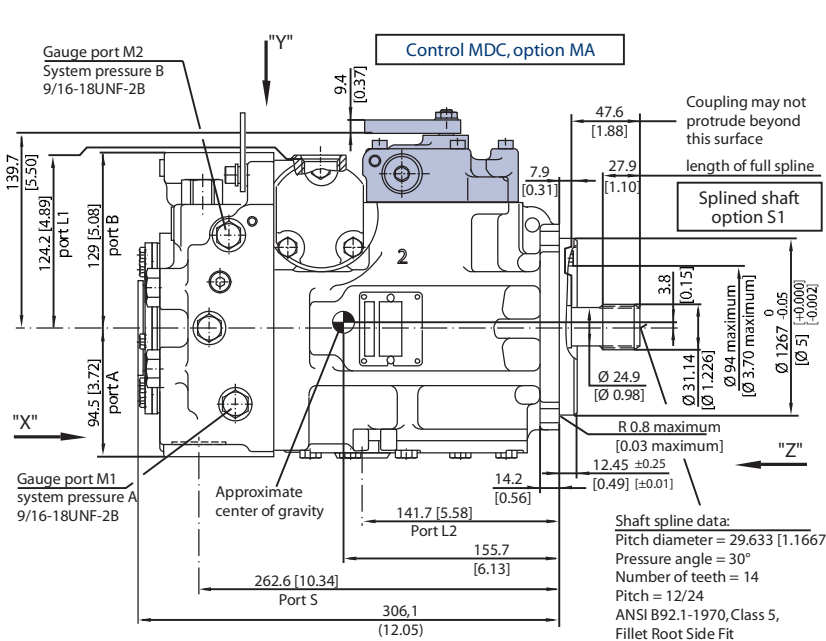 "Y"
Control MDC, option MA
Gauge port M2
System pressure B
9/16-18UNF-2B
9.4
[0.37]
47.6
[1.88]
Coupling may not
protrude beyond
this surface
139.7
[5.50]
124.2 [4.89]
port L1
129 [5.08]
port B
7.9
[0.31]
27.9
[1.10]
length of full spline
Splined shaft
option S1
2
3.8
[0.15]
Ø 94 maximum
[Ø 3.70 maximum]
Ø 1267 0 -0.05
[Ø 5] [+0.000] [-0.002]
Ø 31.14
[Ø 1.226]
Ø 24.9
[Ø 0.98]
94.5 [3.72]
port A
"X"
R 0.8 maximum
[0.03 maximum]
"Z"
12.45 ±0.25
[0.49] [±0.01]
14.2
[0.56]
Gauge port M1
system pressure A
9/16-18UNF-2B
Approximate
center of gravity
141.7 [5.58]
Port L2
155.7
[6.13]
262.6 [10.34]
Port S
306,1
(12.05)
Shaft spline data:
Pitch diameter = 29.633 [1.1667
Pressure angle = 30°
Number of teeth = 14
Pitch = 12/24
ANSI B92.1-1970, Class 5,
Fillet Root Side Fit